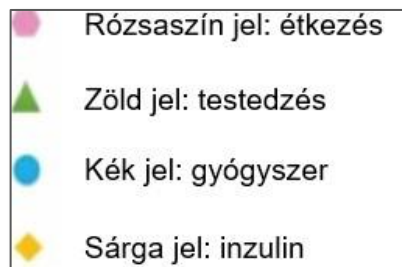 Rózsaszín jel: étkezés
Zöld jel: testedzés
Kék jel: gyógyszer
Sárga jel: inzulin